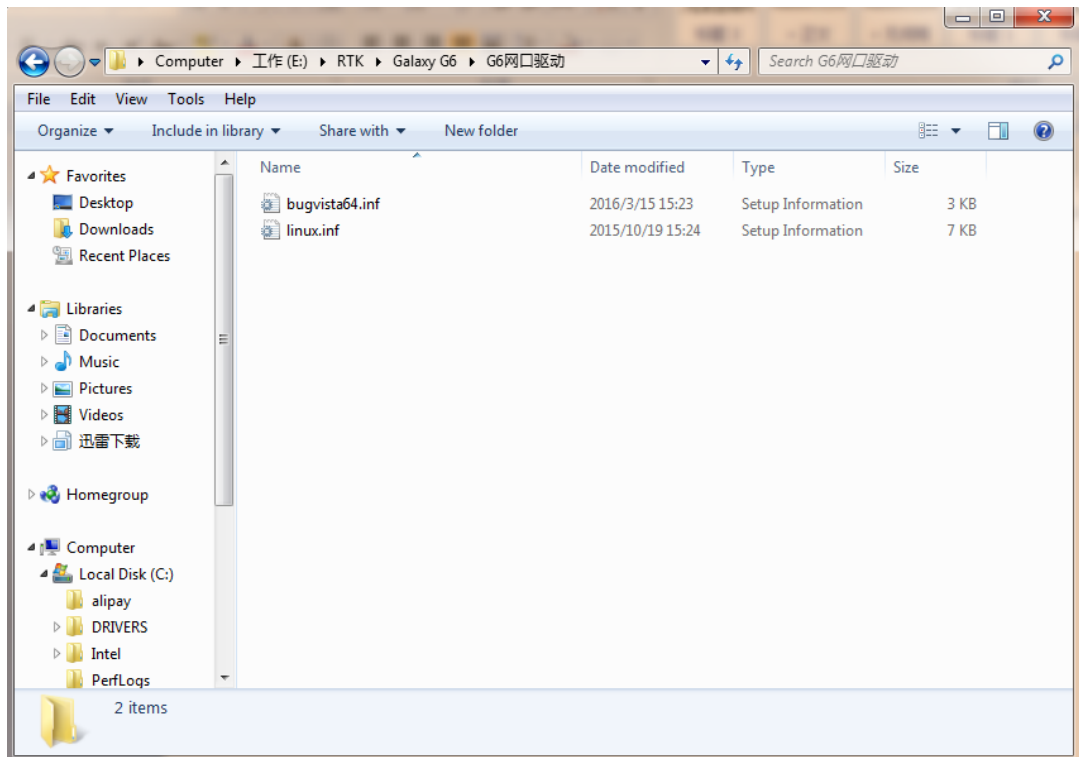 Computer 工作 (E:) RTK Galaxy G6 G6网口驱动 Search G6网口驱动
File Edit View Tools Help
Organize Include in library Share with New folder
Name Date modified Type Size
Favorites
bugvista64.inf 2016/3/15 15:23 Setup Information 3 KB
Desktop
linux.inf 2015/10/19 15:24 Setup Information 7 KB
Downloads
Recent Places
Libraries
Documents
Music
Pictures
Videos
迅雷下载
Homegroup
Computer
Local Disk (C:)
alipay
DRIVERS
Intel
PerfLogs
2 items